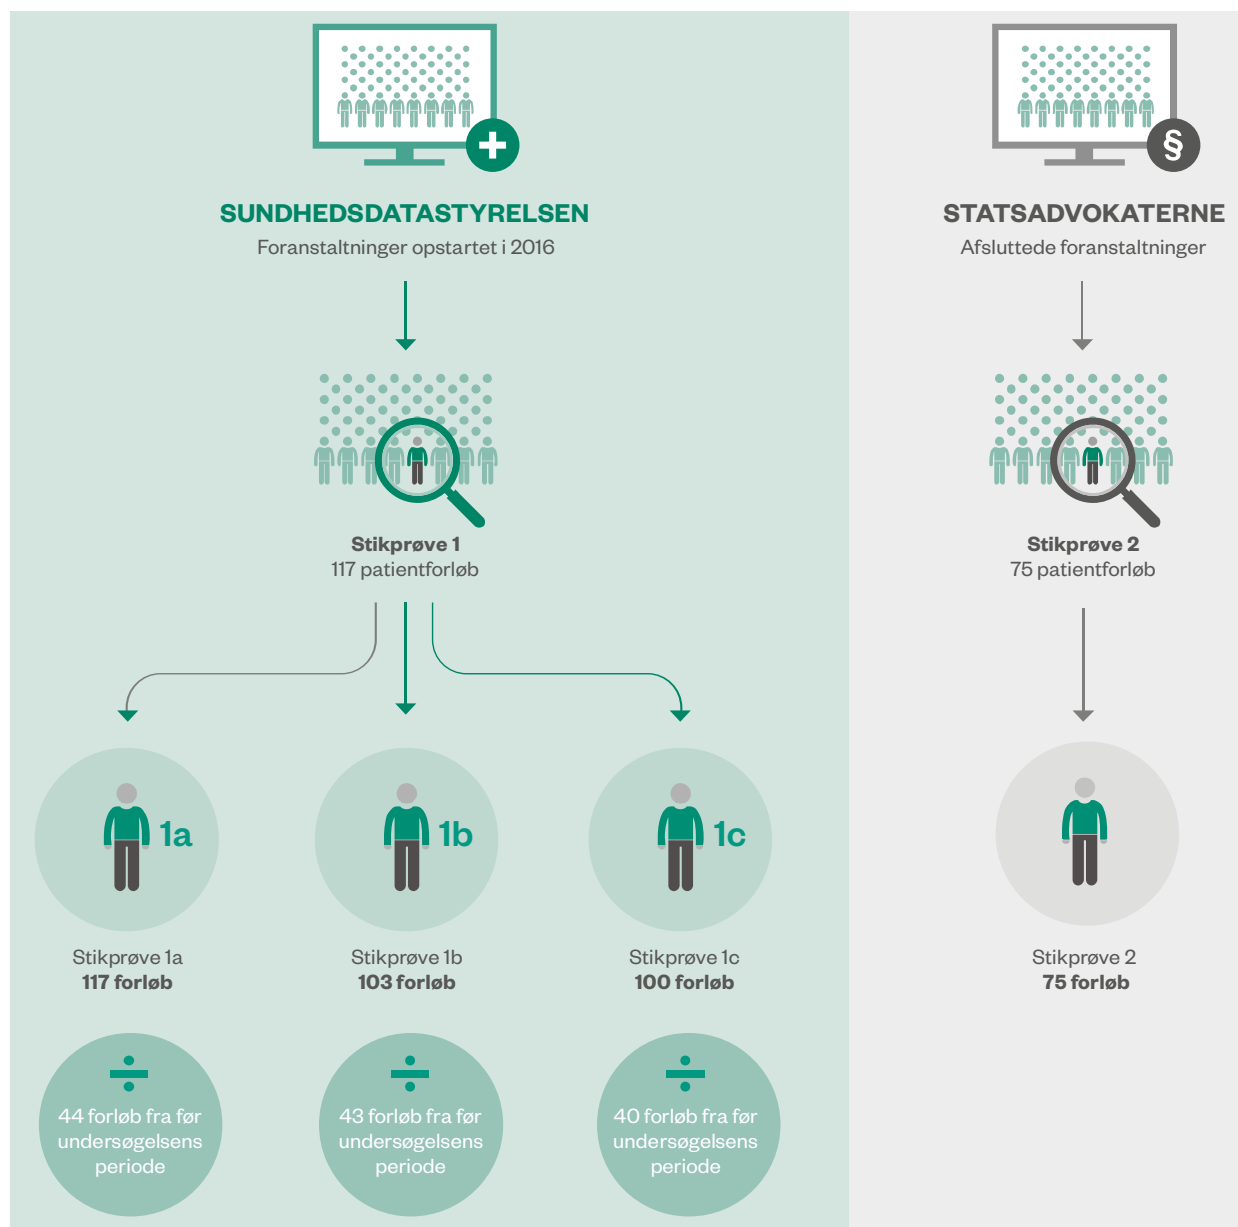 SUNDHEDSDATASTYRELSEN
Foranstaltninger opstartet i 2016
Stikprøve 1
117 patientforløb
1a
Stikprøve 1a
117 forløb
1b
Stikprøve 1b
103 forløb
1c
Stikprøve 1c
100 forløb
÷
44 forløb fra før
undersøgelsens
periode
÷
43 forløb fra før
undersøgelsens
periode
÷
40 forløb fra før
undersøgelsens
periode
§
STATSADVOKATERNE
Afsluttede foranstaltninger
Stikprøve 2
75 patientforløb
Stikprøve 2
75 forløb